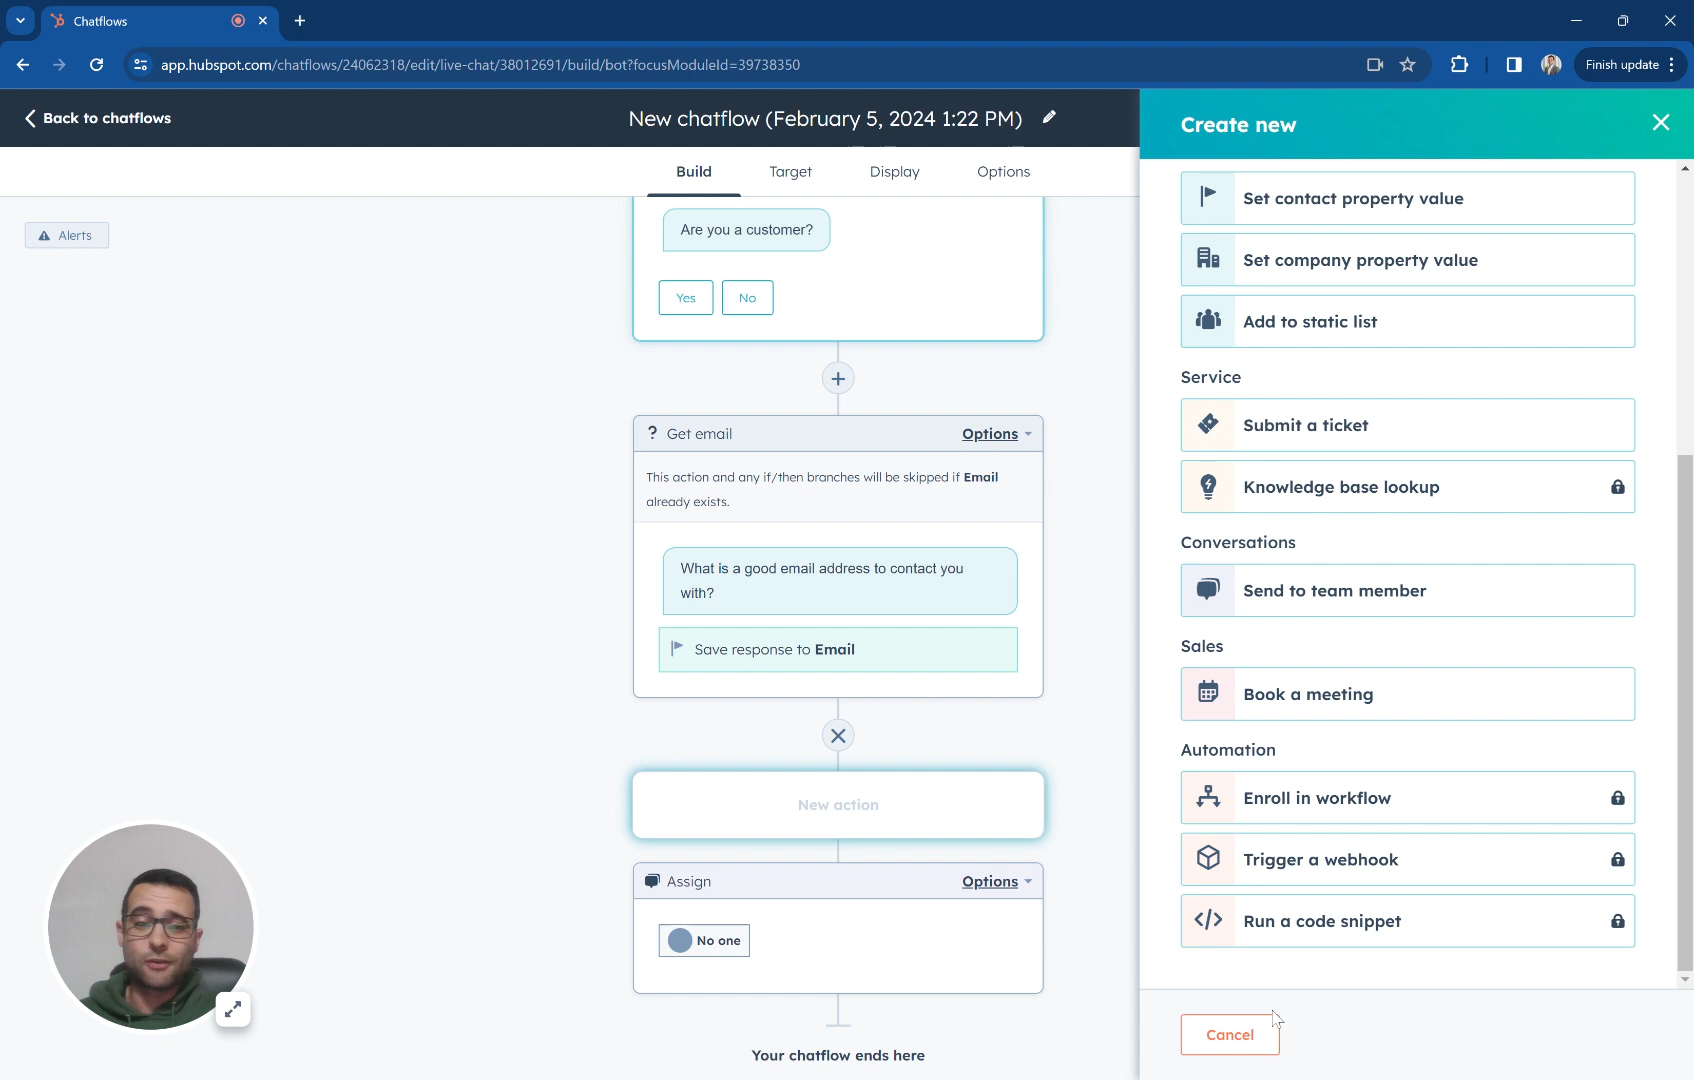 Chatflows
app.hubspot.com/chatflows/24062318/edit/live-chat/38012691/build/bot?focusModuleId=39738350
Finish update
Back to chatflows
New chatflow (February 5, 2024 1:22 PM)
Build
Target
Display
Options
Alerts
Are you a customer?
Yes
No
? Get email
Options
This action and any if/then branches will be skipped if Email
already exists.
What is a good email address to contact you
with?
Save response to Email
New action
Assign
Options
No one
Your chatflow ends here
Create new
Set contact property value
Set company property value
Add to static list
Service
Submit a ticket
Knowledge base lookup
Conversations
Send to team member
Sales
Book a meeting
Automation
Enroll in workflow
Trigger a webhook
Run a code snippet
Cancel